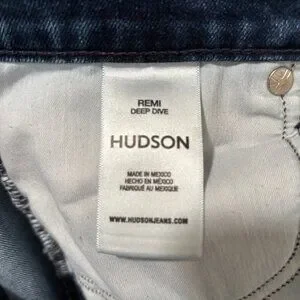 REMI
DEEP DIVE
HUDSON
MADE IN MEXICO
HECHO EN MÉXICO
FABRIQUÉ AU MEXIQUE
WWW.HUDSONJEANS.COM